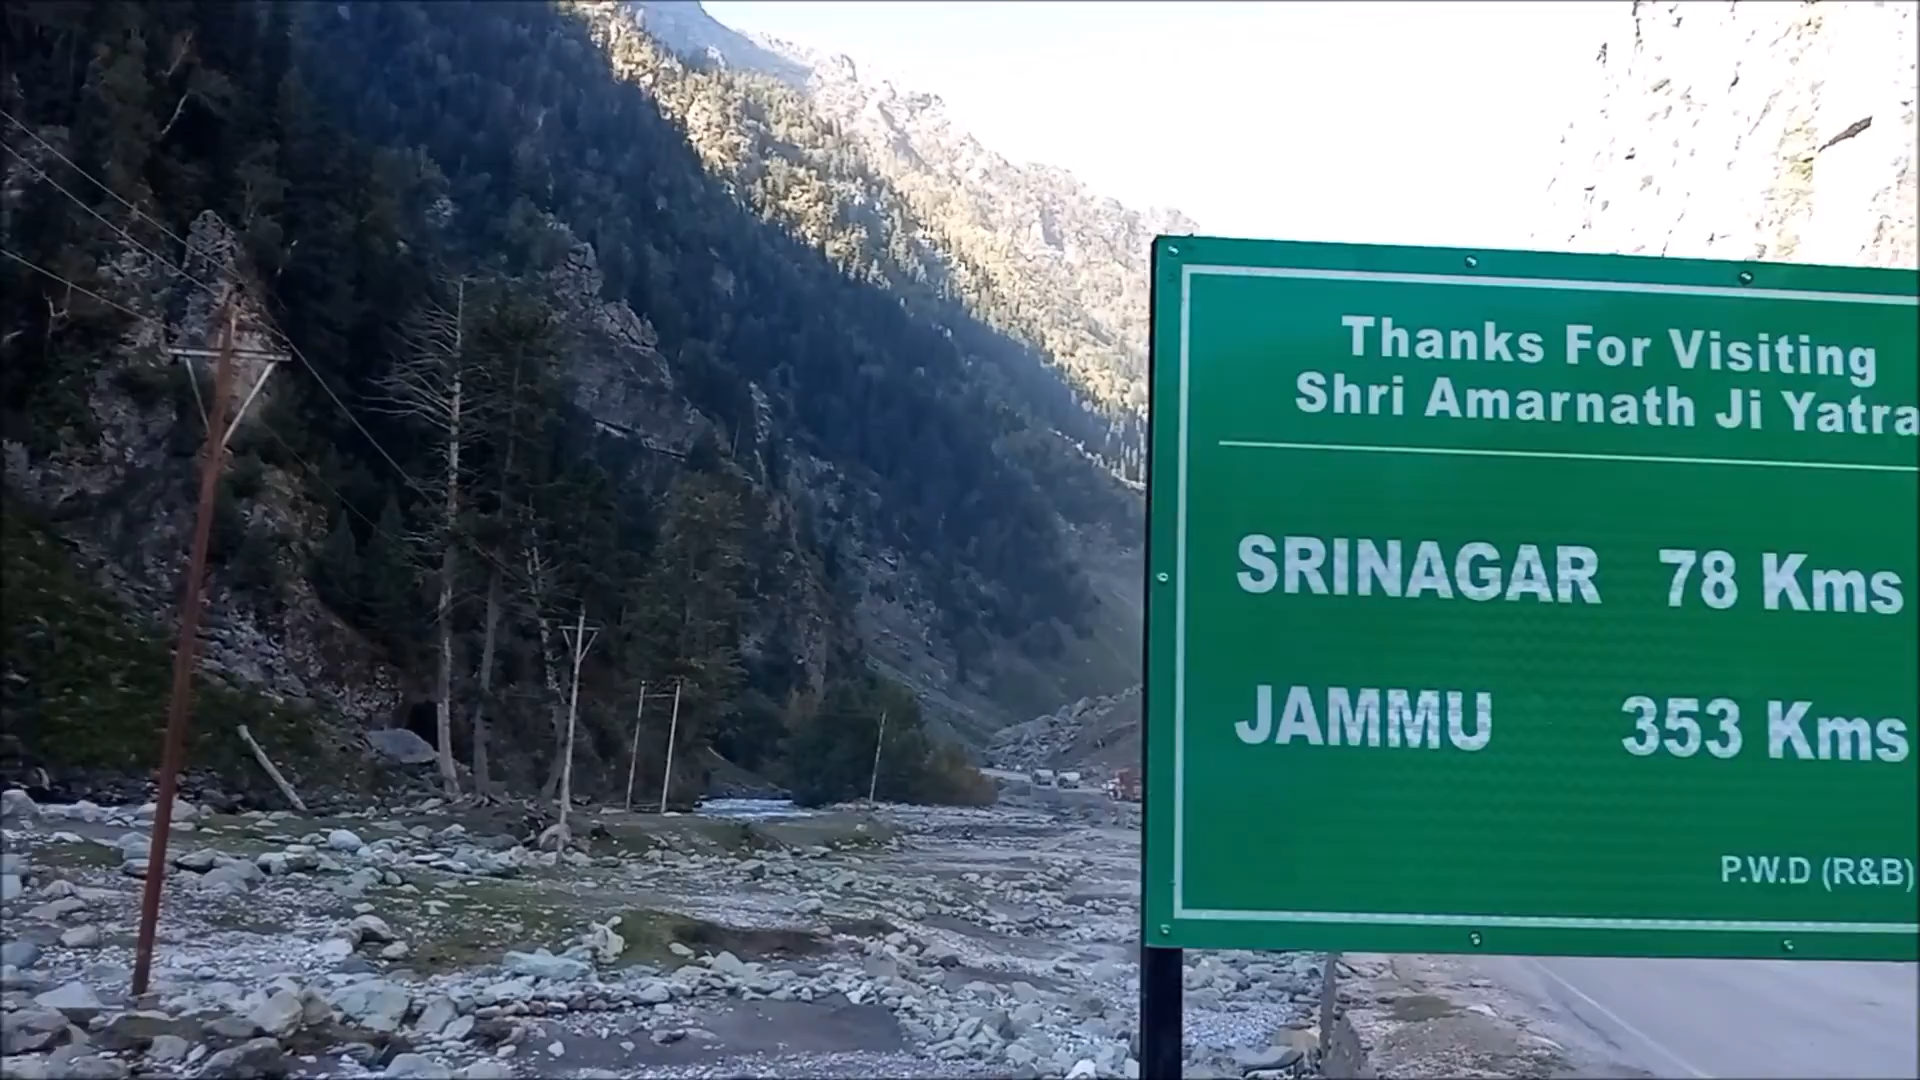 Thanks For Visiting
Shri Amarnath Ji Yatra
SRINAGAR 78 Kms
JAMMU 353 Kms
P.W.D (R&B)